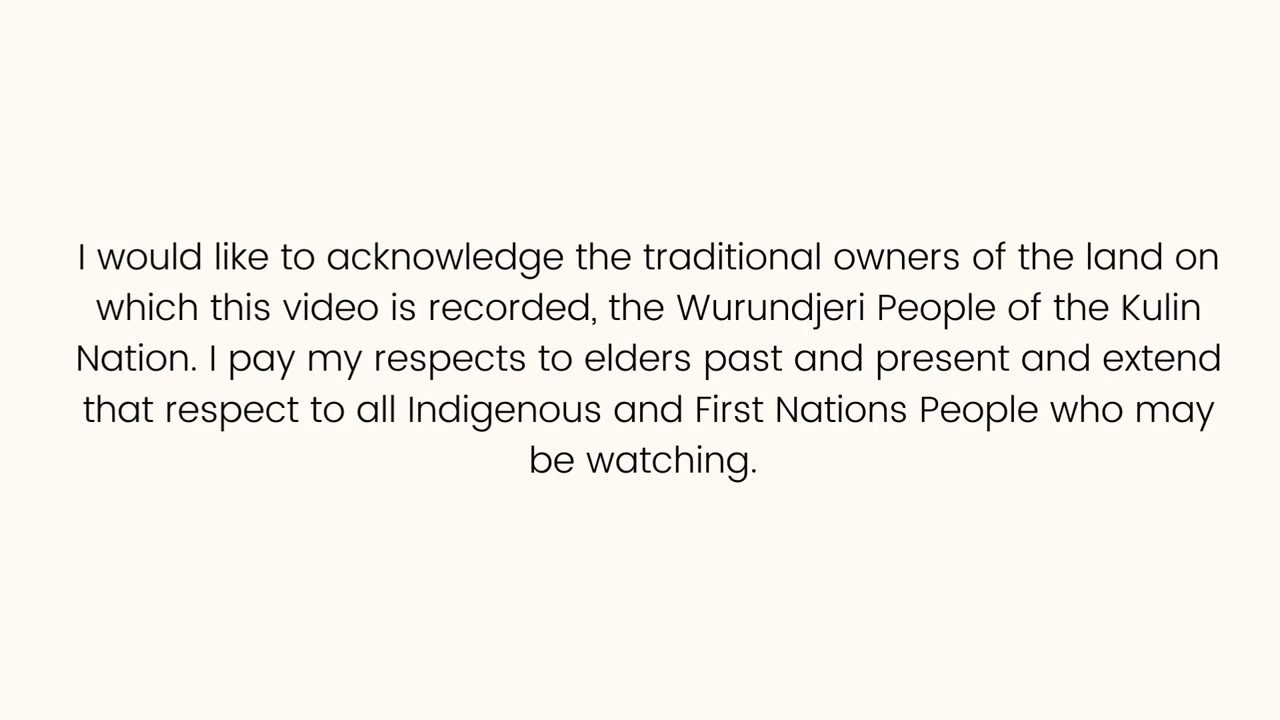 I would like to acknowledge the traditional owners of the land on
which this video is recorded, the Wurundjeri People of the Kulin
Nation. I pay my respects to elders past and present and extend
that respect to all Indigenous and First Nations People who may
be watching.